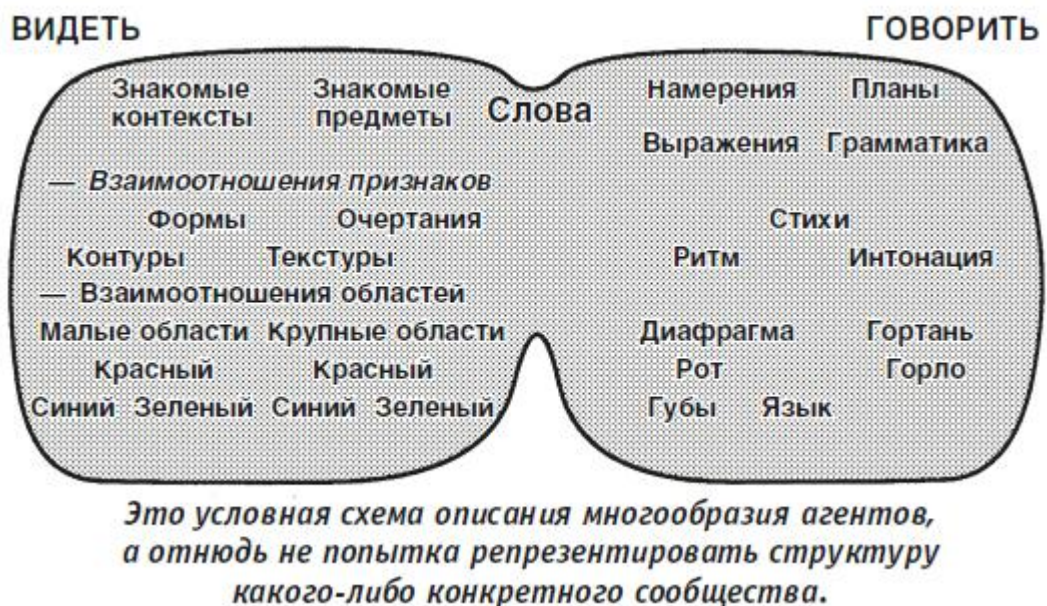 ВИДЕТЬ ГОВОРИТЬ
Знакомые Знакомые Слова Намерения Планы
контексты предметы
Выражения Грамматика
— Взаимоотношения признаков
Формы Очертания Стихи
Контуры Текстуры Ритм Интонация
— Взаимоотношения областей
Малые области Крупные области Диафрагма Гортань
Красный Красный Рот Горло
Синий Зеленый Синий Зеленый Губы Язык
Это условная схема описания многообразия агентов,
а отнюдь не попытка репрезентировать структуру
какого-либо конкретного сообщества.